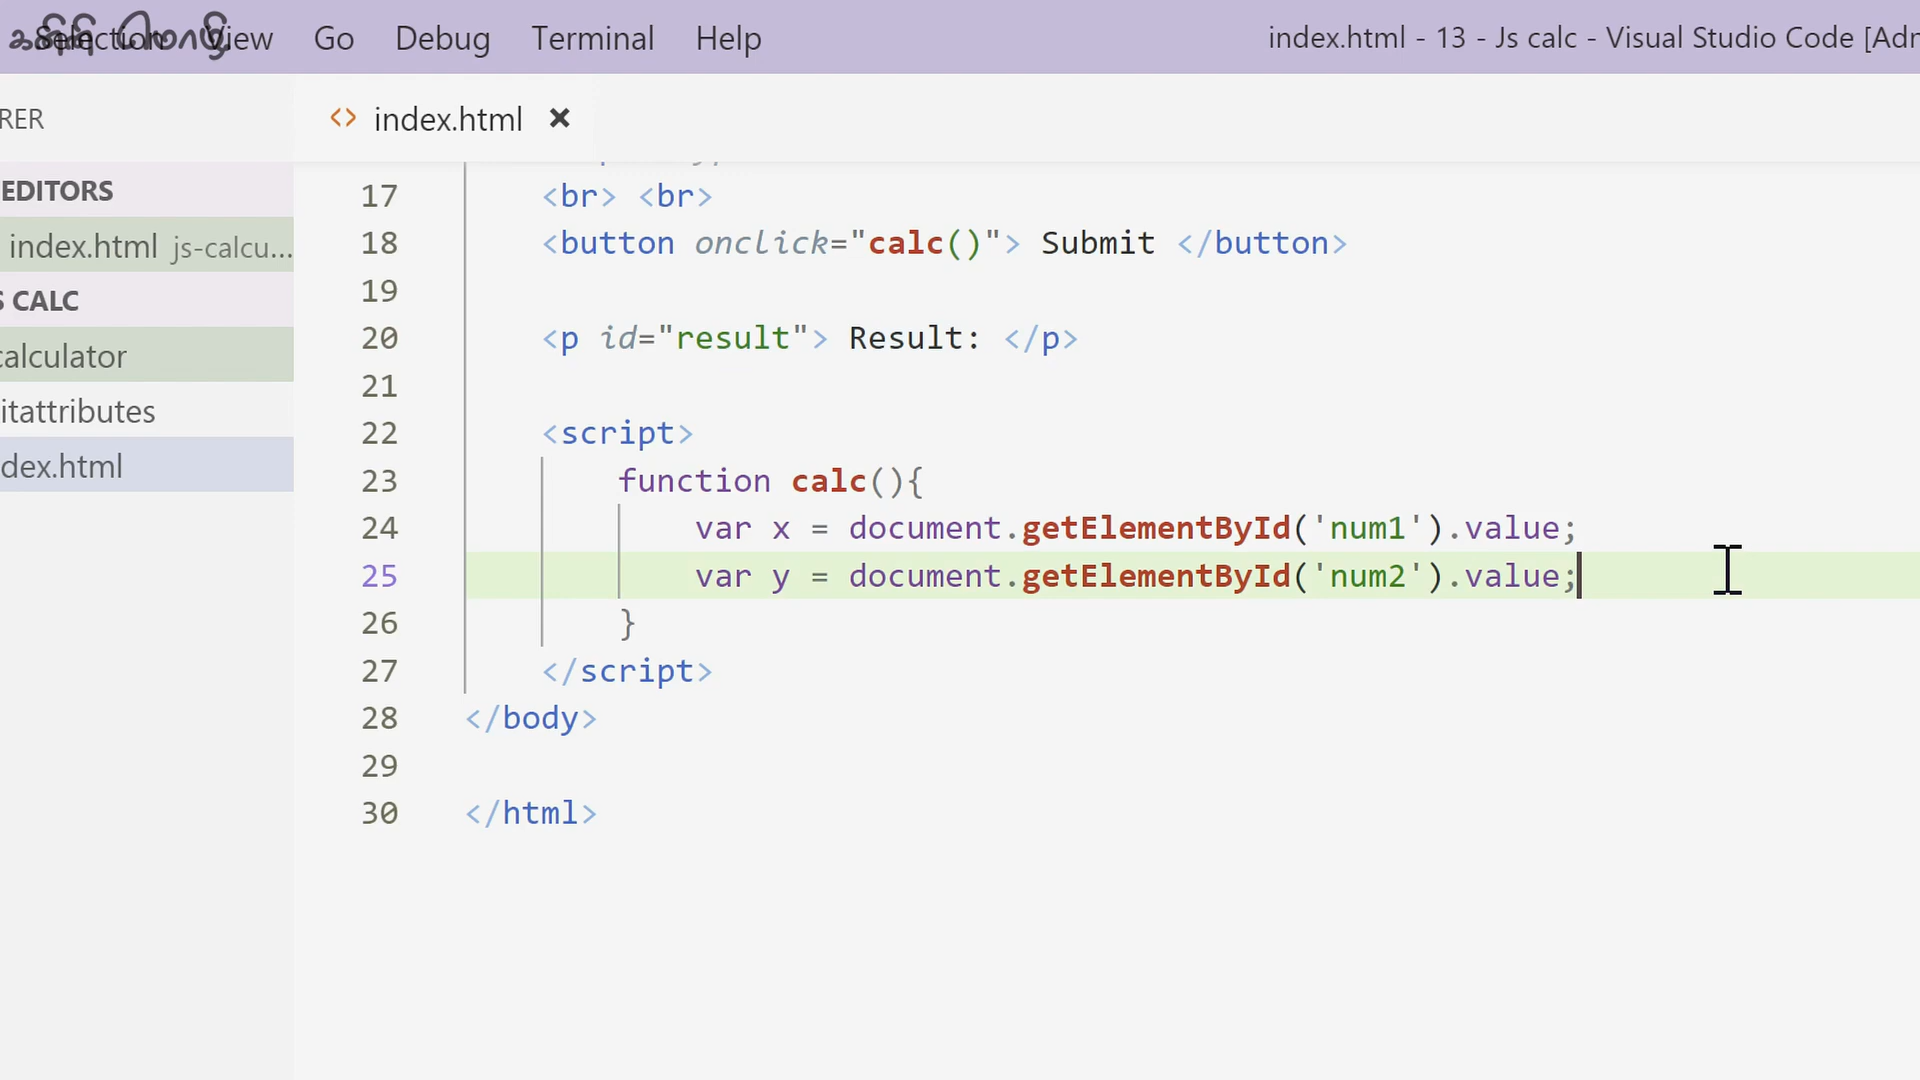 Selection View Go Debug Terminal Help index.html - 13 - Js calc - Visual Studio Code [Adr
RER
index.html ×
EDITORS
index.html js-calcu...
S CALC
calculator
itattributes
dex.html
17 <br> <br>
18 <button onclick="calc()"> Submit </button>
19
20 <p id="result"> Result: </p>
21
22 <script>
23 function calc(){
24 var x = document.getElementById('num1').value;
25 var y = document.getElementById('num2').value;
26 }
27 </script>
28 </body>
29
30 </html>